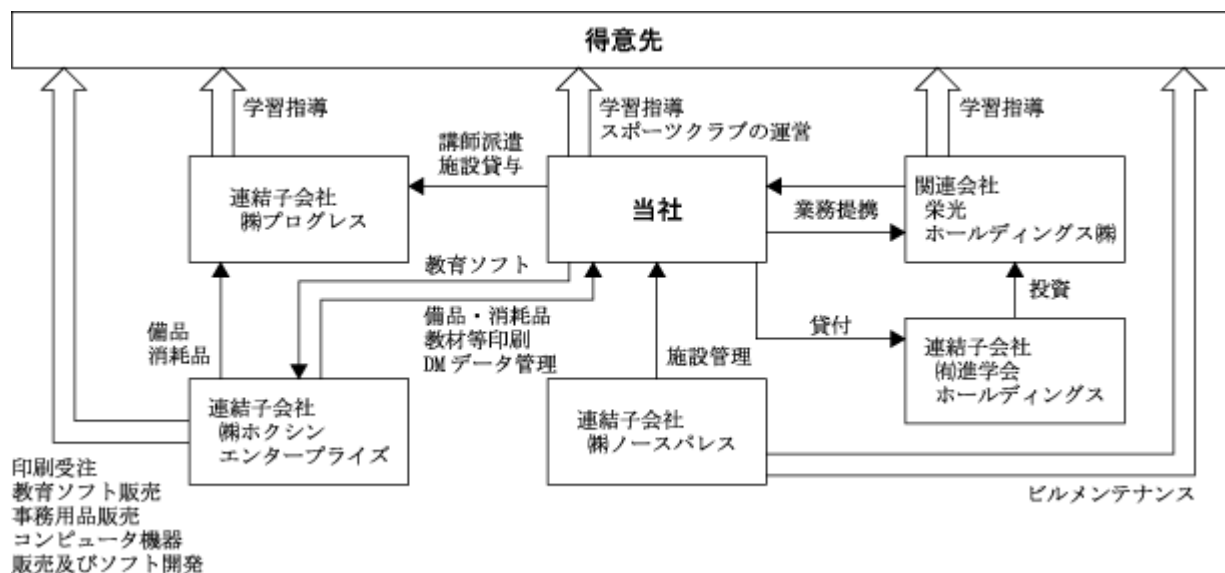 得意先
学習指導
学習指導
スポーツクラブの運営
学習指導
講師派遣
施設貸与
連結子会社
㈱プログレス
当社
業務提携
関連会社
栄光
ホールディングス㈱
教育ソフト
備品・消耗品
教材等印刷
DMデータ管理
備品
消耗品
施設管理
貸付
投資
連結子会社
㈲進学会
ホールディングス
連結子会社
㈱ホクシン
エンタープライズ
連結子会社
㈱ノースパレス
印刷受注
教育ソフト販売
事務用品販売
コンピュータ機器
販売及びソフト開発
ビルメンテナンス